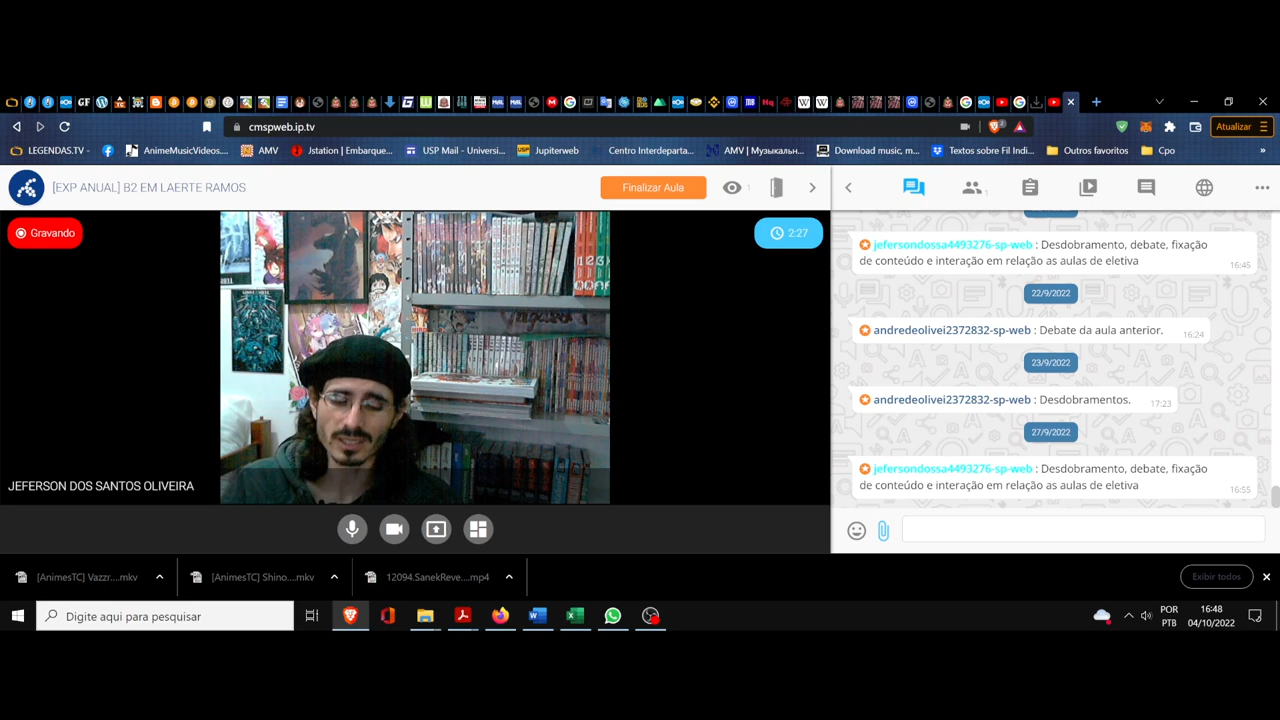 cmspweb.ip.tv
2
Atualizar
LEGENDAS.TV
AnimeMusicVideos...
AMV
Jstation | Embarque...
USP Mail - Universi...
Jupiterweb
Centro Interdeparta...
AMV | Музыкальн...
Download music, m...
Textos sobre Fil Indi...
Outros favoritos
Cpo
[EXP ANUAL] B2 EM LAERTE RAMOS
Finalizar Aula
1
1
Gravando
2:27
JEFERSON DOS SANTOS OLIVEIRA
jefersondossa4493276-sp-web : Desdobramento, debate, fixação
de conteúdo e interação em relação as aulas de eletiva
16:45
22/9/2022
andredeolivei2372832-sp-web : Debate da aula anterior.
16:24
23/9/2022
andredeolivei2372832-sp-web : Desdobramentos.
17:23
27/9/2022
jefersondossa4493276-sp-web : Desdobramento, debate, fixação
de conteúdo e interação em relação as aulas de eletiva
16:55
[AnimesTC] Vazzr....mkv
[AnimesTC] Shino....mkv
12094.SanekReve....mp4
Exibir todos
Digite aqui para pesquisar
POR
PTB
16:48
04/10/2022